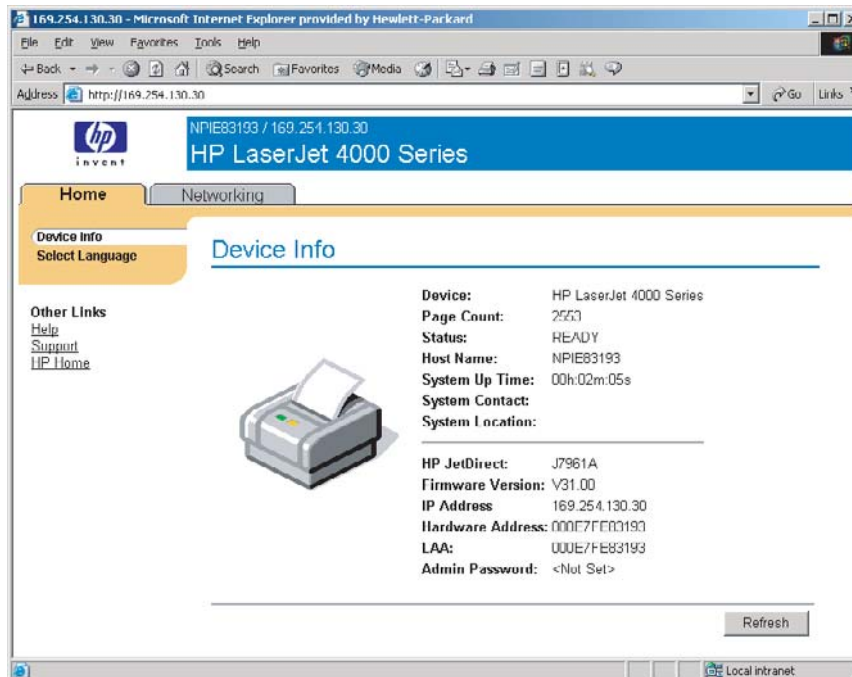 169.254.130.30 - Microsoft Internet Explorer provided by Hewlett-Packard
File Edit View Favorites Tools Help
Back Search Favorites Media
Address http://169.254.130.30 Go Links
hp
invent
NPIE83193 / 169.254.130.30
HP LaserJet 4000 Series
Home Networking
Device Info
Select Language
Other Links
Help
Support
HP Home
Device Info
Device: HP LaserJet 4000 Series
Page Count: 2553
Status: READY
Host Name: NPIE83193
System Up Time: 00h:02m:05s
System Contact:
System Location:
HP JetDirect: J7961A
Firmware Version: V31.00
IP Address 169.254.130.30
Hardware Address: 000E7FE83193
LAA: 000E7FE83193
Admin Password: <Not Set>
Refresh
Local intranet